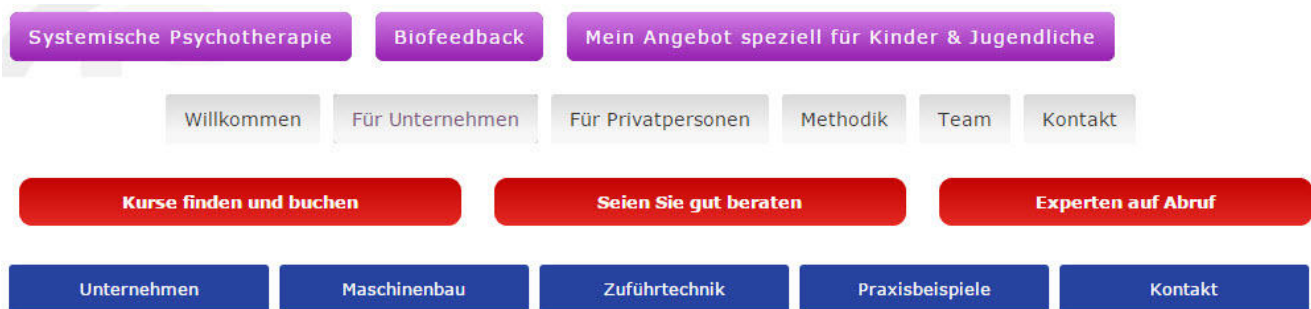 Systemische Psychotherapie Biofeedback Mein Angebot speziell für Kinder & Jugendliche
Willkommen Für Unternehmen Für Privatpersonen Methodik Team Kontakt
Kurse finden und buchen Seien Sie gut beraten Experten auf Abruf
Unternehmen Maschinenbau Zuführtechnik Praxisbeispiele Kontakt